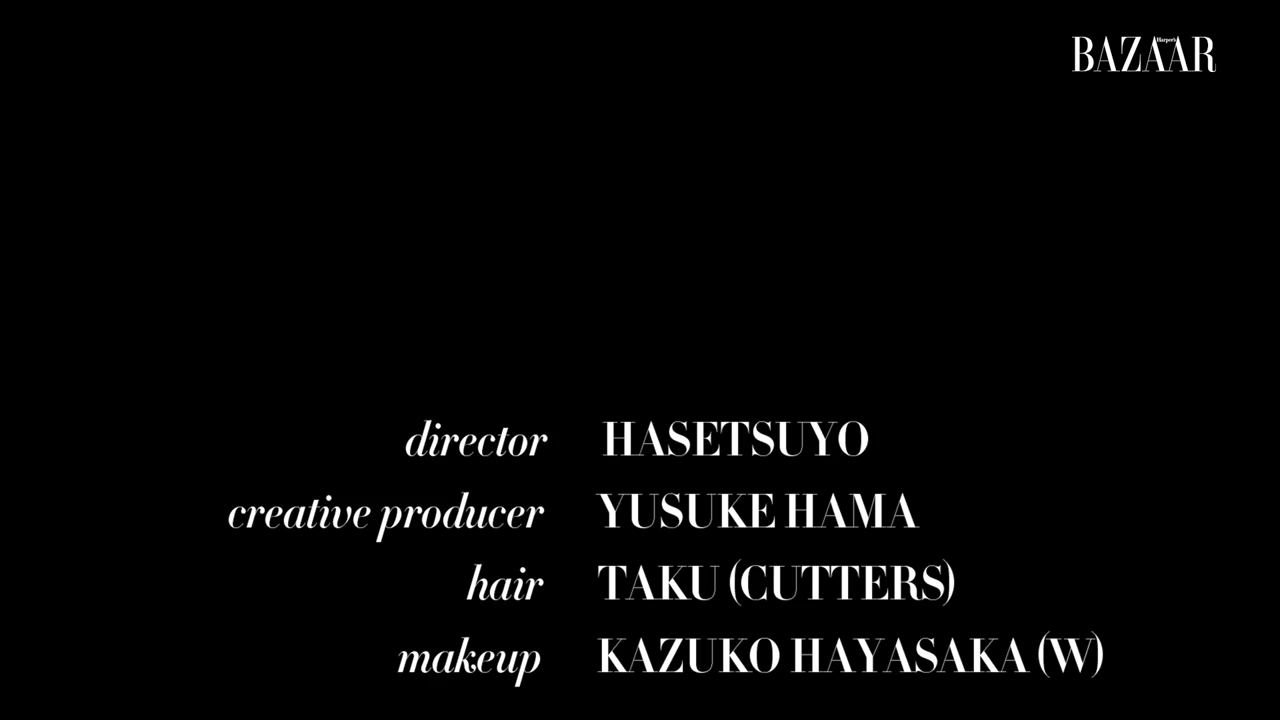 Harper's
BAZAAR
director HASETSUYO
creative producer YUSUKE HAMA
hair TAKU (CUTTERS)
makeup KAZUKO HAYASAKA (W)